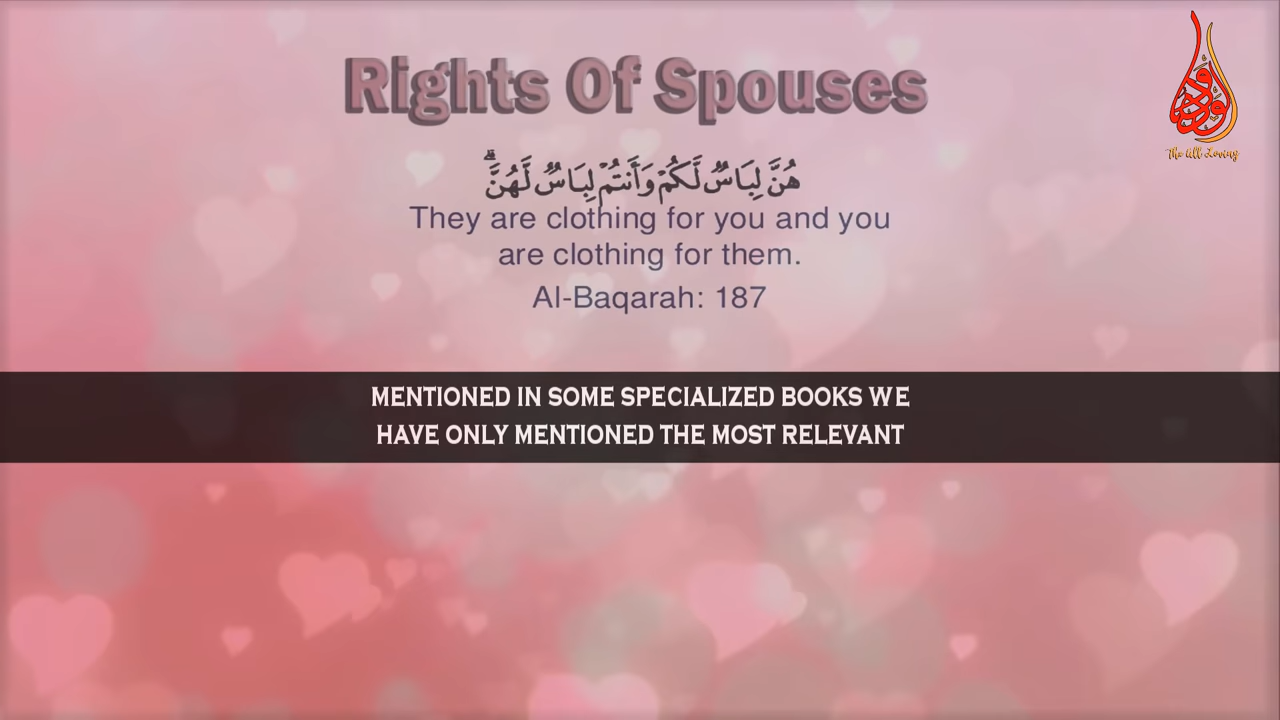 Rights Of Spouses
الودود
The All Loving
هُنَّ لِبَاسٌ لَّكُمْ وَأَنتُمْ لِبَاسٌ لَّهُنَّ ۗ
They are clothing for you and you
are clothing for them.
Al-Baqarah: 187
MENTIONED IN SOME SPECIALIZED BOOKS WE
HAVE ONLY MENTIONED THE MOST RELEVANT